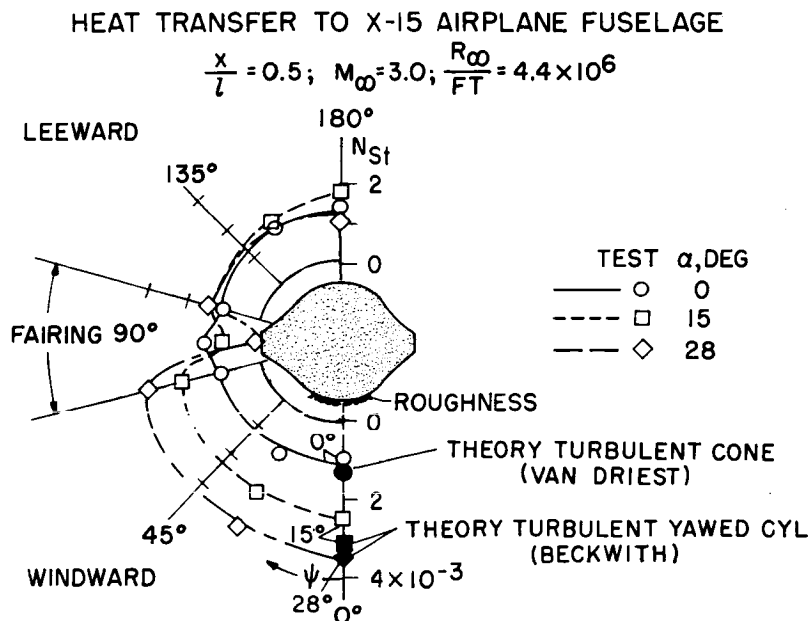 HEAT TRANSFER TO X-15 AIRPLANE FUSELAGE
x/l = 0.5; M∞ = 3.0; R∞/FT = 4.4 × 10⁶
180°
LEEWARD
N_St
135°
2
0
TEST α, DEG
0
FAIRING 90°
15
28
ROUGHNESS
0
0°
THEORY TURBULENT CONE
(VAN DRIEST)
2
15°
THEORY TURBULENT YAWED CYL
(BECKWITH)
45°
WINDWARD
ψ
4 × 10⁻³
28°
0°